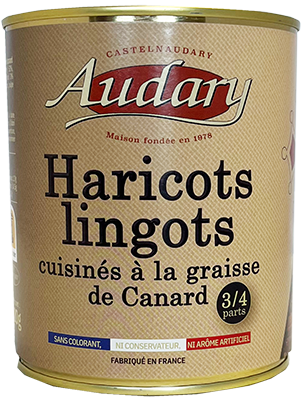 CASTELNAUDARY
Audary
Maison fondée en 1978
Haricots
lingots
cuisinés à la graisse
de Canard
3/4
parts
SANS COLORANT, NI CONSERVATEUR, NI ARÔME ARTIFICIEL
FABRIQUÉ EN FRANCE